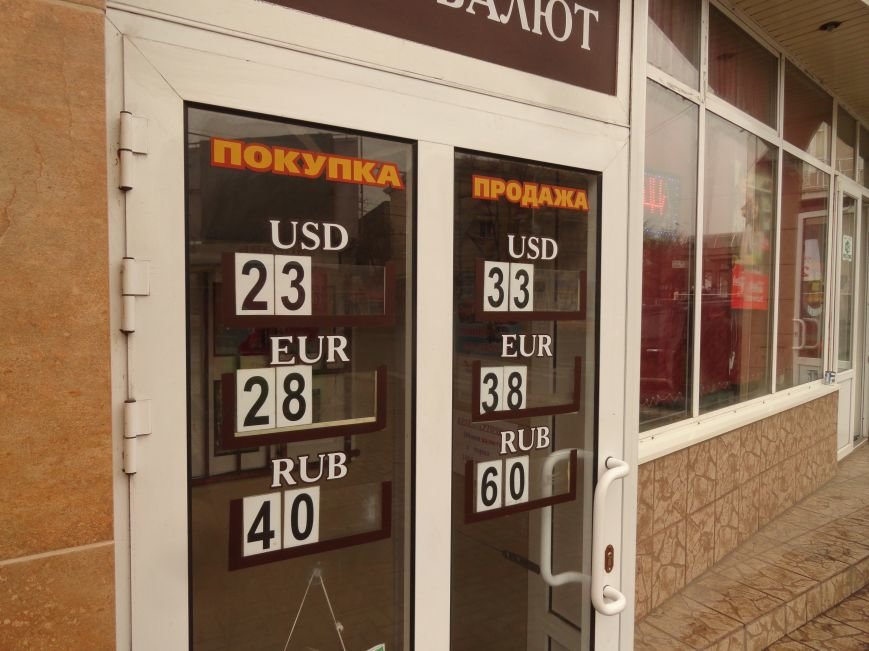 ВАЛЮТ
ПОКУПКА
USD
23
EUR
28
RUB
40
ПРОДАЖА
USD
33
EUR
38
RUB
60